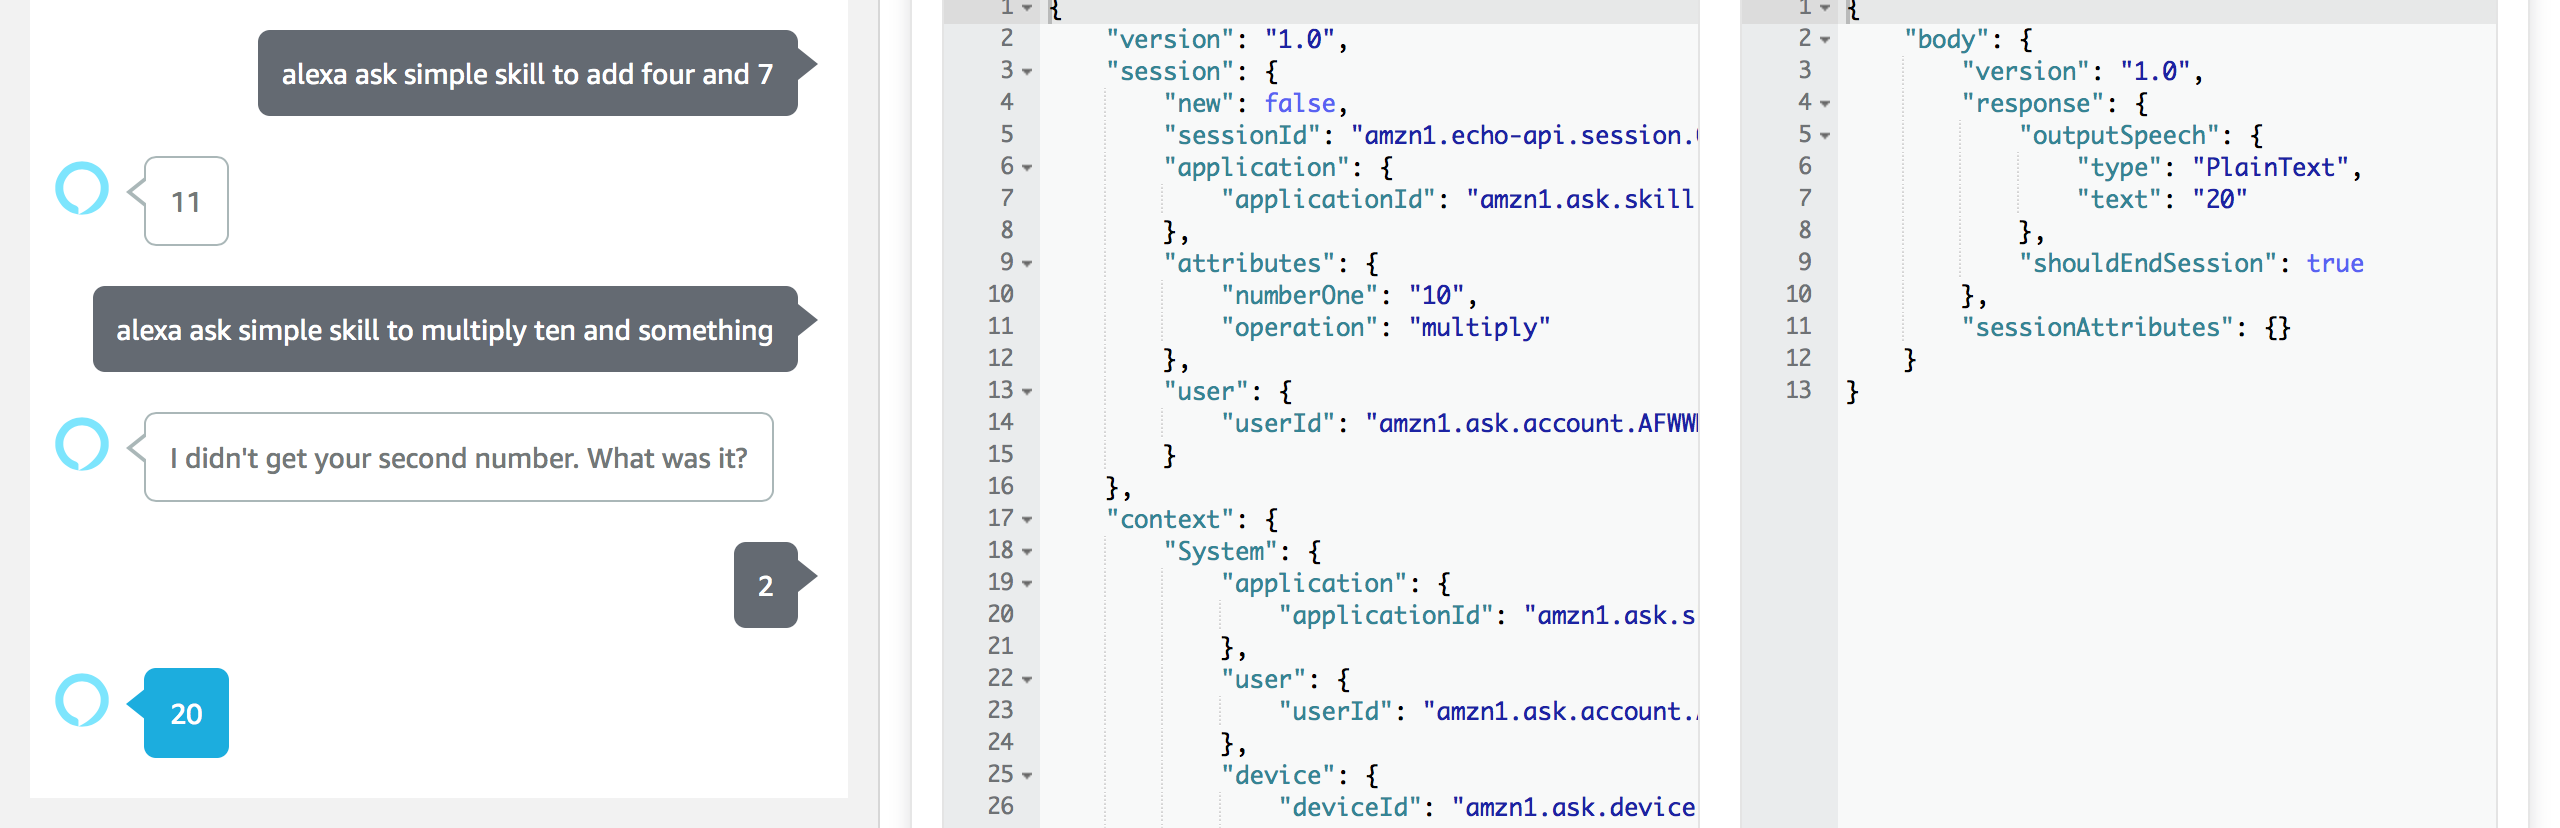 alexa ask simple skill to add four and 7
11
alexa ask simple skill to multiply ten and something
I didn't get your second number. What was it?
2
20
1 {
2 "version": "1.0",
3 "session": {
4 "new": false,
5 "sessionId": "amzn1.echo-api.session.
6 "application": {
7 "applicationId": "amzn1.ask.skill
8 },
9 "attributes": {
10 "numberOne": "10",
11 "operation": "multiply"
12 },
13 "user": {
14 "userId": "amzn1.ask.account.AFWW
15 }
16 },
17 "context": {
18 "System": {
19 "application": {
20 "applicationId": "amzn1.ask.s
21 },
22 "user": {
23 "userId": "amzn1.ask.account.
24 },
25 "device": {
26 "deviceId": "amzn1.ask.device
1 {
2 "body": {
3 "version": "1.0",
4 "response": {
5 "outputSpeech": {
6 "type": "PlainText",
7 "text": "20"
8 },
9 "shouldEndSession": true
10 },
11 "sessionAttributes": {}
12 }
13 }